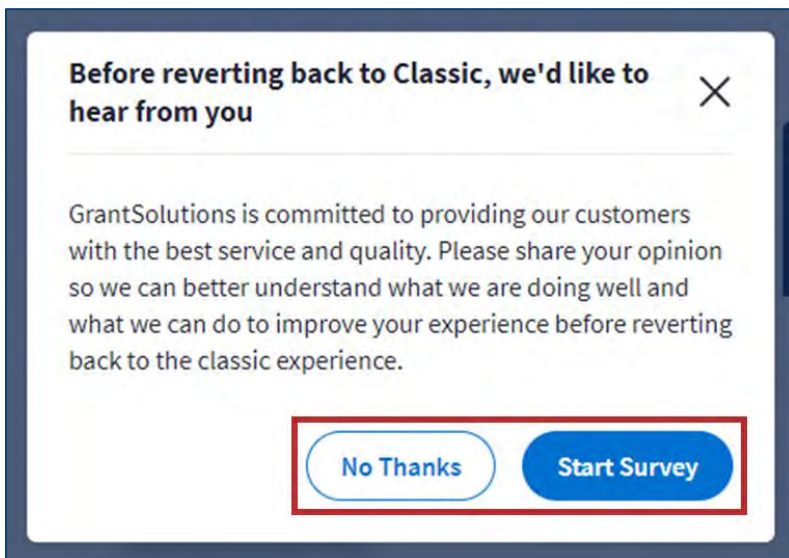 Before reverting back to Classic, we'd like to
hear from you
GrantSolutions is committed to providing our customers
with the best service and quality. Please share your opinion
so we can better understand what we are doing well and
what we can do to improve your experience before reverting
back to the classic experience.
No Thanks
Start Survey